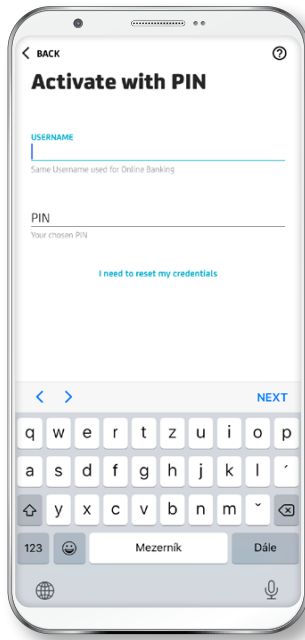 BACK
Activate with PIN
USERNAME
Same Username used for Online Banking
PIN
Your chosen PIN
I need to reset my credentials
NEXT
q w e r t z u i o p
a s d f g h j k l ´
y x c v b n m ˇ
123 Mezerník Dále